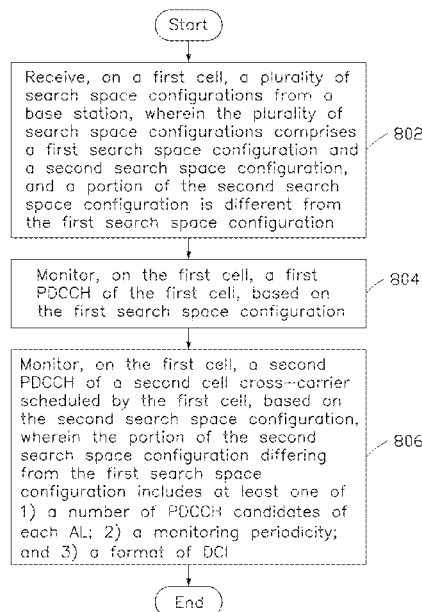 Start
Receive, on a first cell, a plurality of
search space configurations from a
base station, wherein the plurality of
search space configurations comprises
a first search space configuration and
a second search space configuration,
and a portion of the second search
space configuration is different from
the first search space configuration
802
Monitor, on the first cell, a first
PDCCH of the first cell, based on
the first search space configuration
804
Monitor, on the first cell, a second
PDCCH of a second cell cross-carrier
scheduled by the first cell, based on
the second search space configuration,
wherein the portion of the second
search space configuration differing
from the first search space
configuration includes at least one of
1) a number of PDCCH candidates of
each AL; 2) a monitoring periodicity;
and 3) a format of DCI
806
End